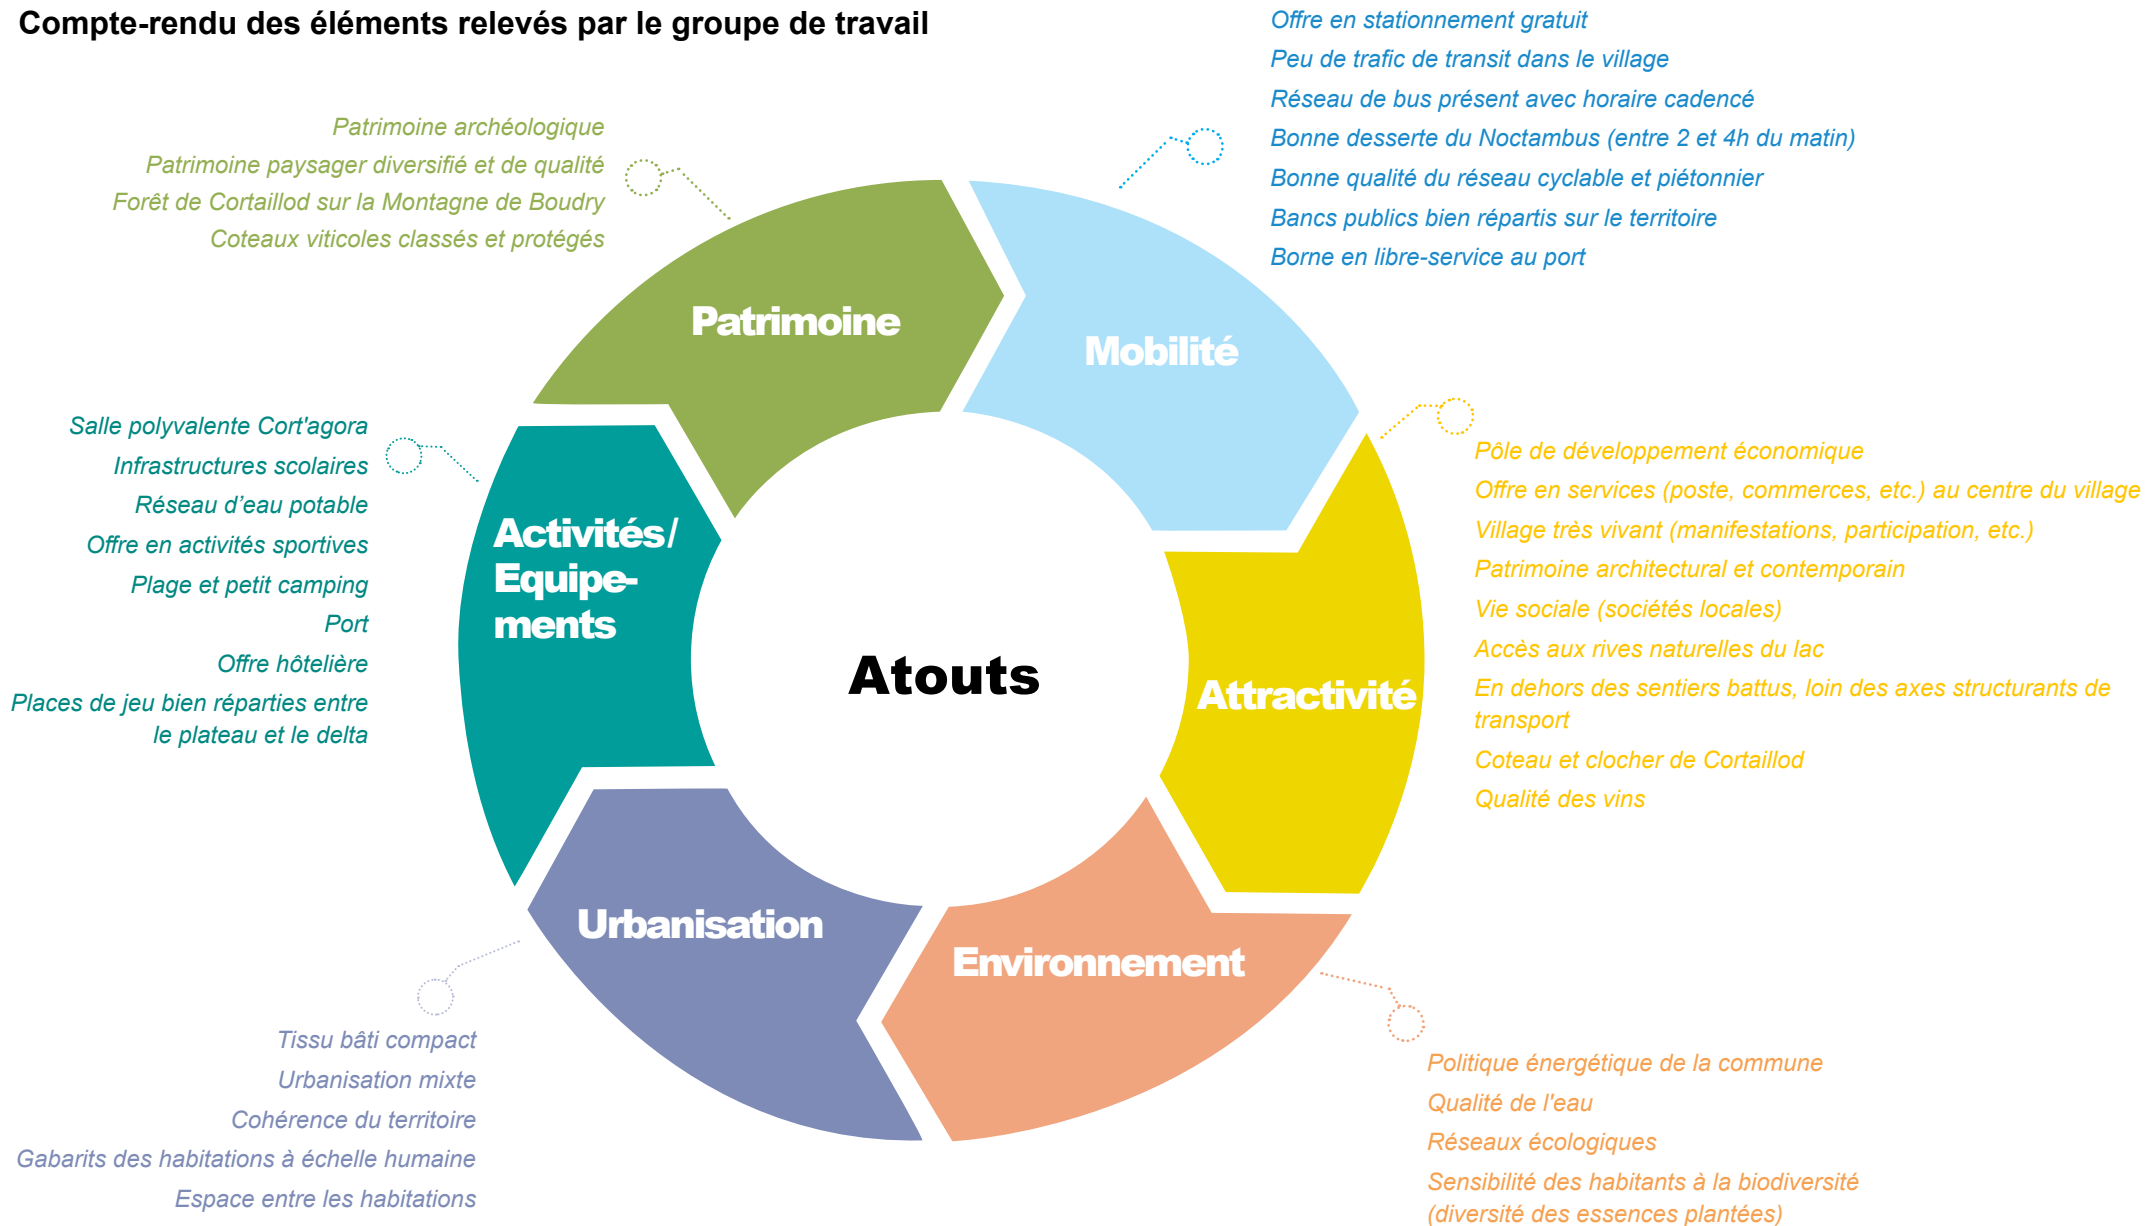 Compte-rendu des éléments relevés par le groupe de travail
Offre en stationnement gratuit
Peu de trafic de transit dans le village
Réseau de bus présent avec horaire cadencé
Bonne desserte du Noctambus (entre 2 et 4h du matin)
Bonne qualité du réseau cyclable et piétonnier
Bancs publics bien répartis sur le territoire
Borne en libre-service au port
Patrimoine archéologique
Patrimoine paysager diversifié et de qualité
Forêt de Cortaillod sur la Montagne de Boudry
Coteaux viticoles classés et protégés
Patrimoine
Mobilité
Salle polyvalente Cort'agora
Infrastructures scolaires
Réseau d’eau potable
Offre en activités sportives
Plage et petit camping
Port
Offre hôtelière
Places de jeu bien réparties entre
le plateau et le delta
Activités/
Equipe-
ments
Atouts
Attractivité
Pôle de développement économique
Offre en services (poste, commerces, etc.) au centre du village
Village très vivant (manifestations, participation, etc.)
Patrimoine architectural et contemporain
Vie sociale (sociétés locales)
Accès aux rives naturelles du lac
En dehors des sentiers battus, loin des axes structurants de
transport
Coteau et clocher de Cortaillod
Qualité des vins
Urbanisation
Environnement
Tissu bâti compact
Urbanisation mixte
Cohérence du territoire
Gabarits des habitations à échelle humaine
Espace entre les habitations
Politique énergétique de la commune
Qualité de l'eau
Réseaux écologiques
Sensibilité des habitants à la biodiversité
(diversité des essences plantées)